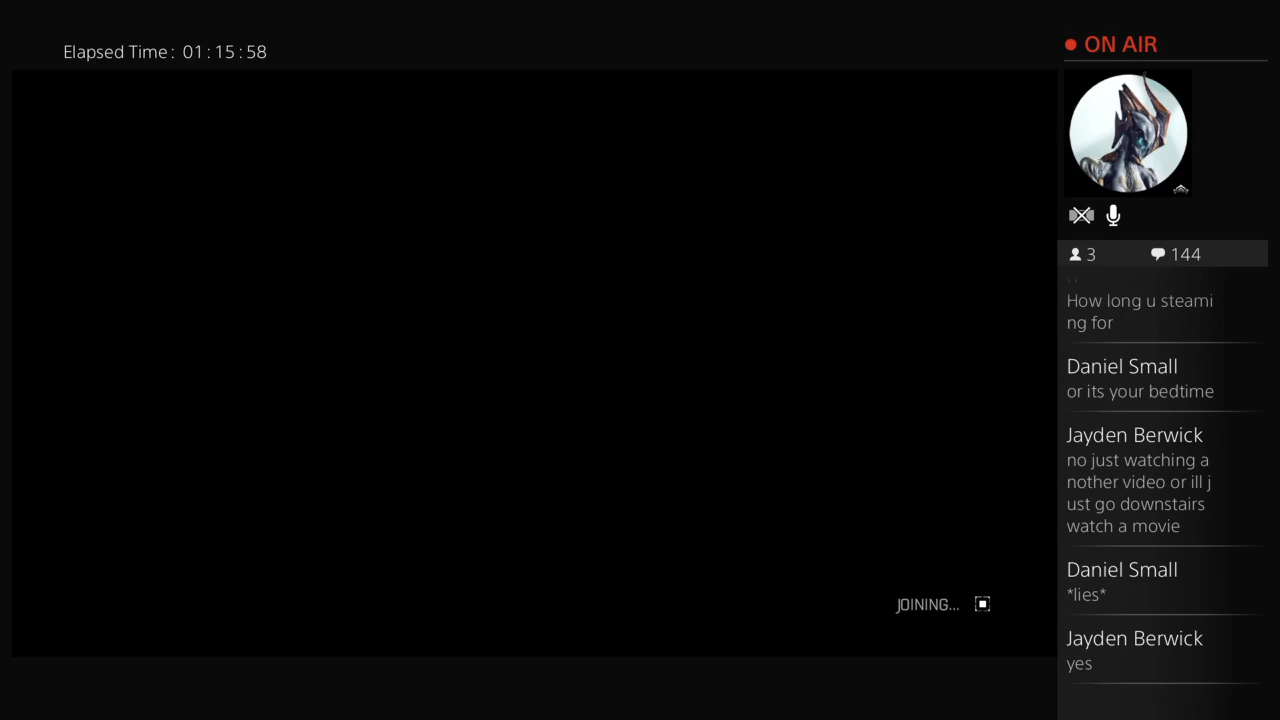 Elapsed Time: 01:15:58
ON AIR
3 144
How long u steami
ng for
Daniel Small
or its your bedtime
Jayden Berwick
no just watching a
nother video or ill j
ust go downstairs
watch a movie
Daniel Small
*lies*
Jayden Berwick
yes
JOINING...